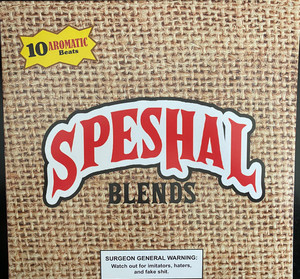 10 AROMATIC
Beats
SPESHAL
BLENDS
SURGEON GENERAL WARNING:
Watch out for imitators, haters,
and fake shit.